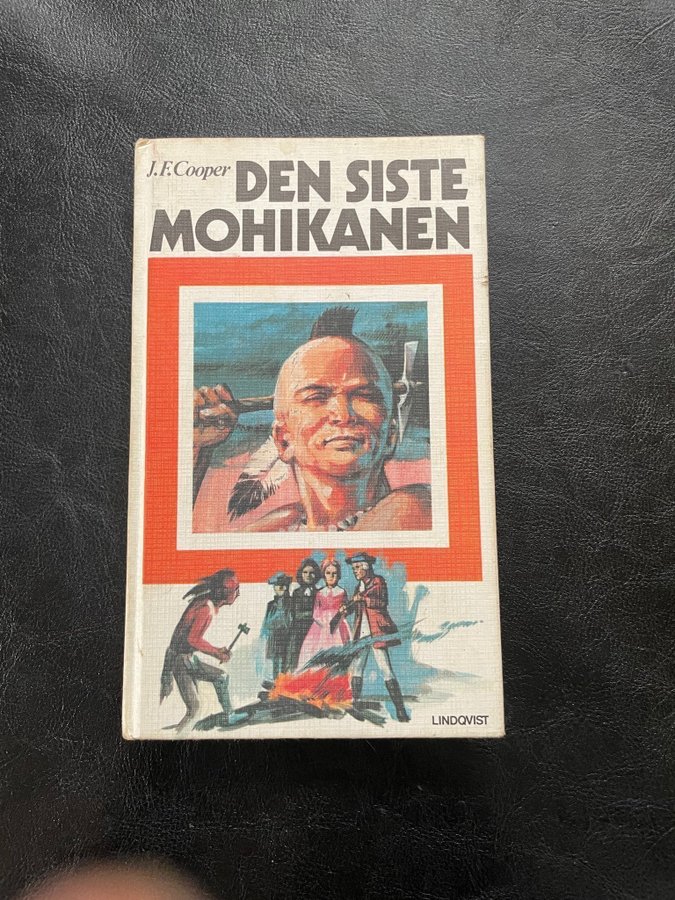 J.F.Cooper DEN SISTE
MOHIKANEN
LINDQVIST